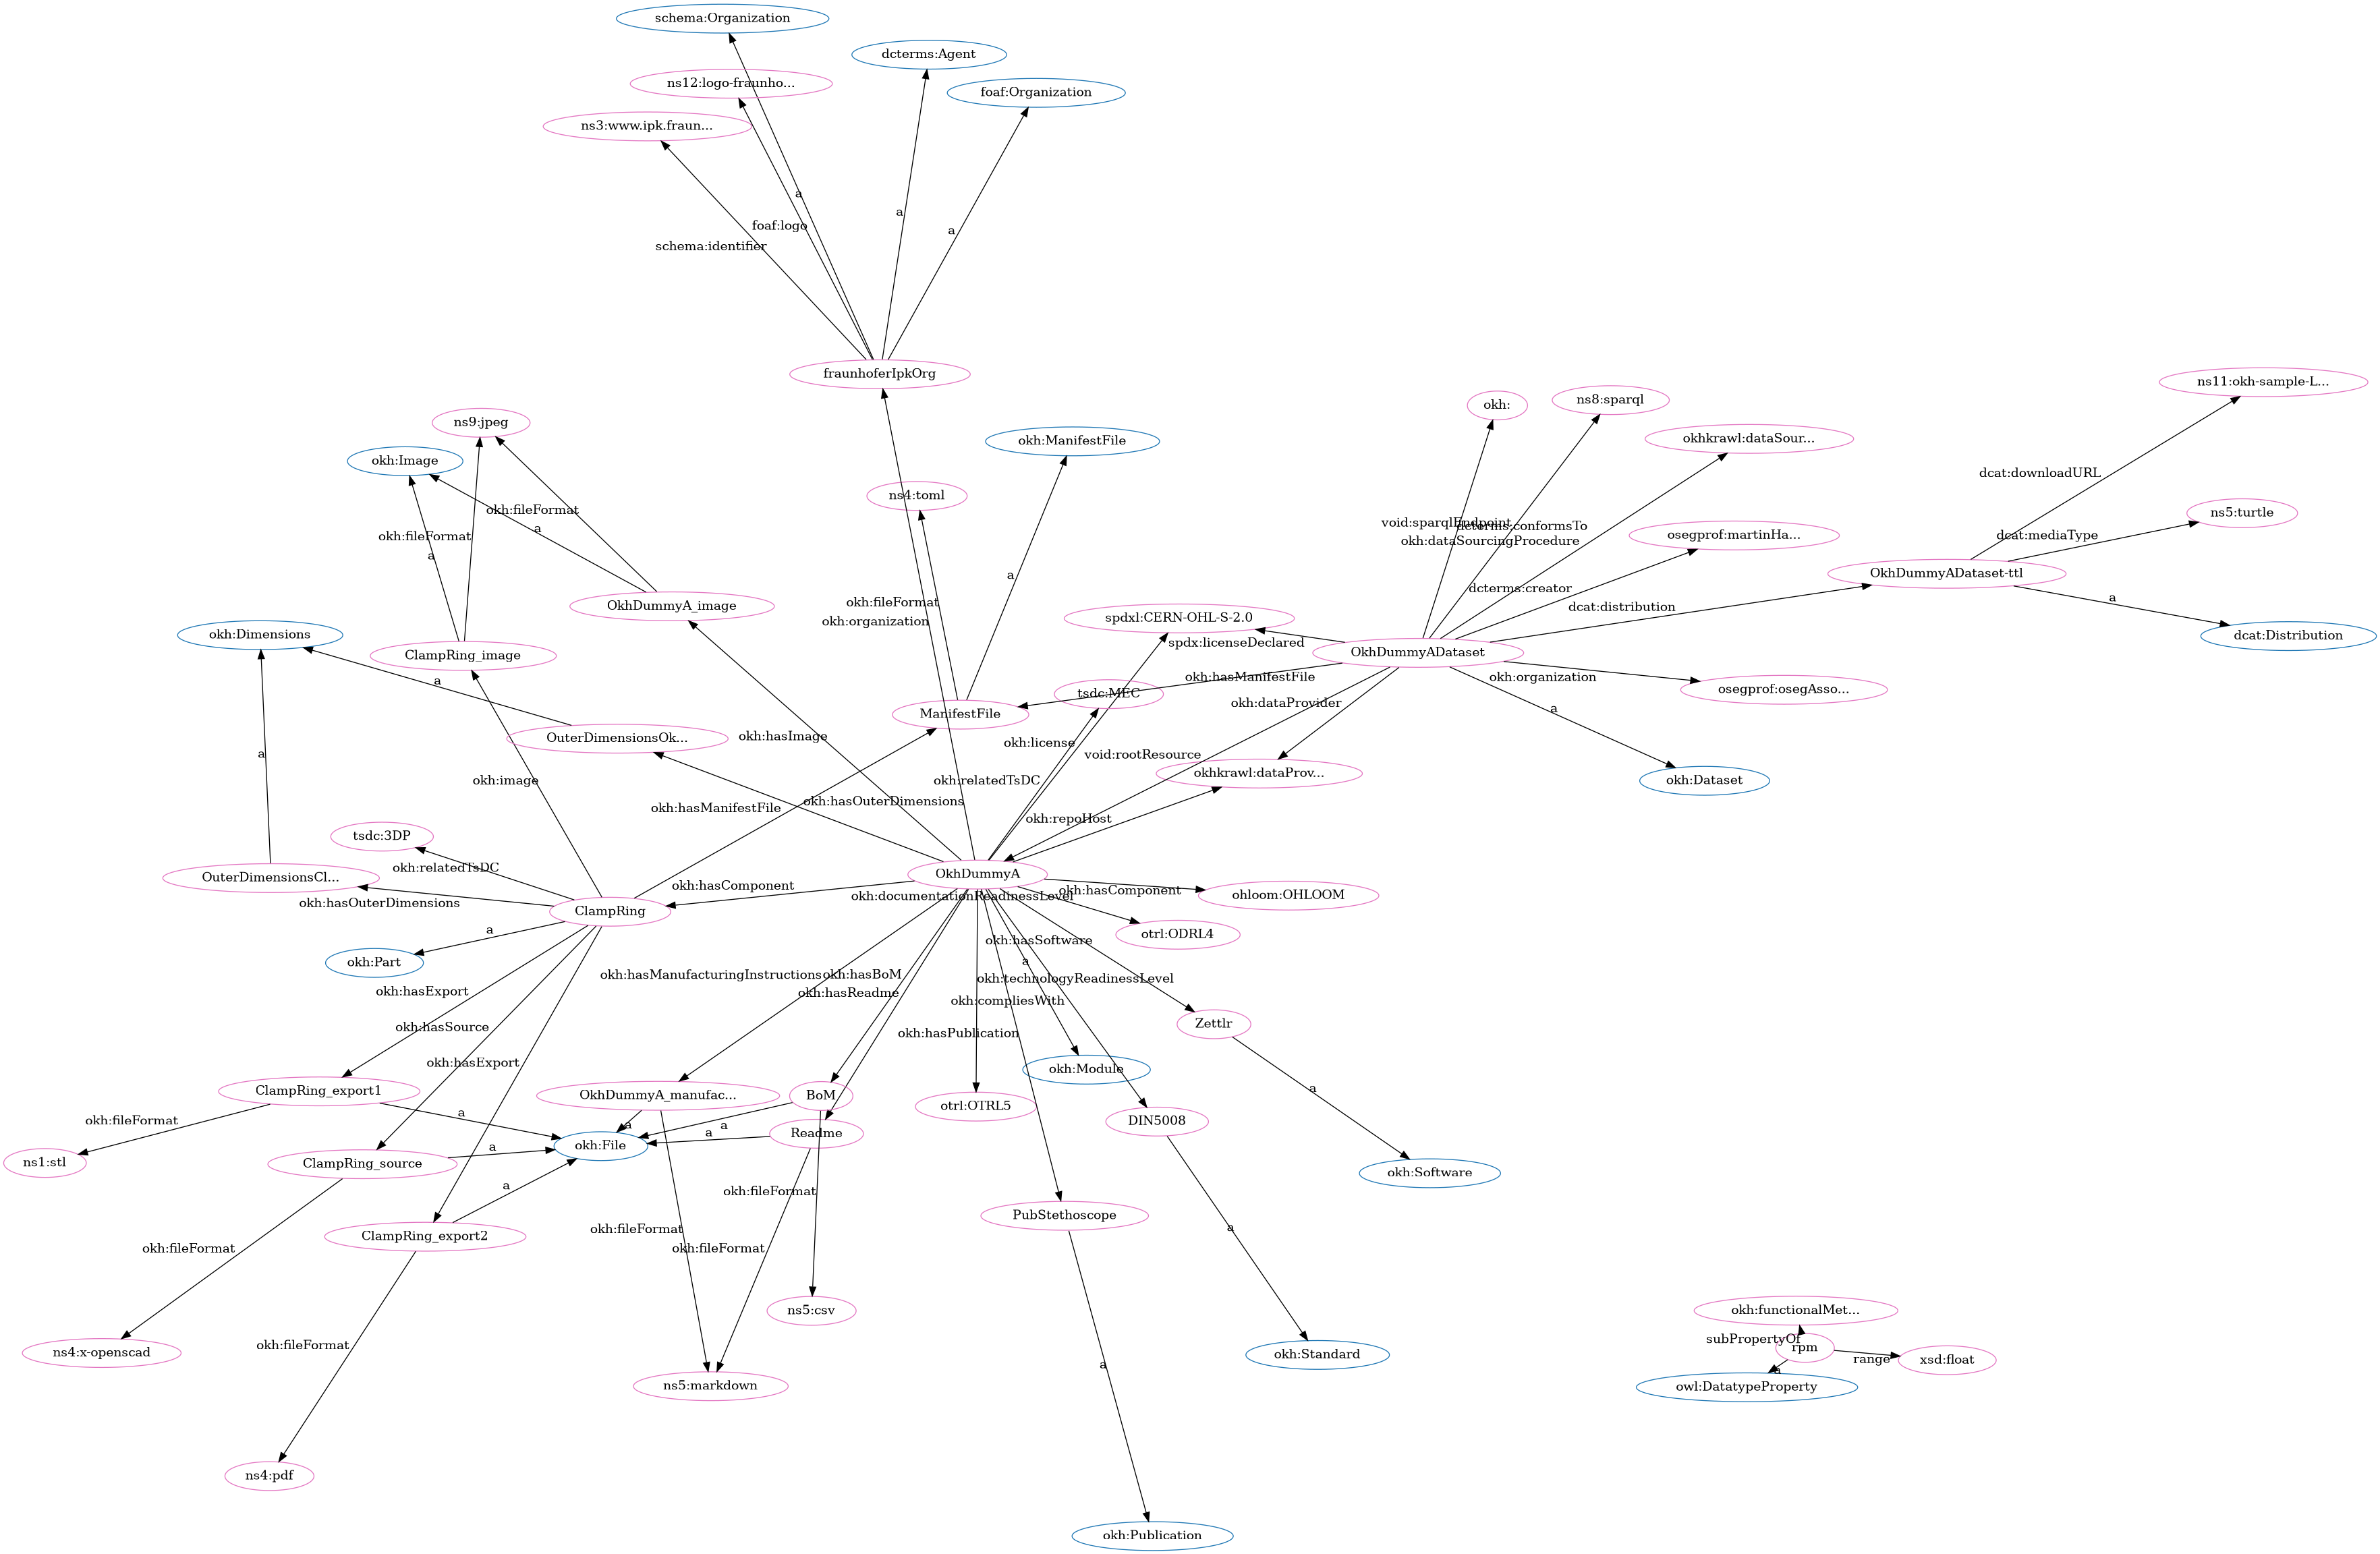 schema:Organization
dcterms:Agent
ns12:logo-fraunho...
foaf:Organization
ns3:www.ipk.fraun...
a
a
foaf:logo
a
schema:identifier
fraunhoferIpkOrg
ns11:okh-sample-L...
ns8:sparql
okh:
ns9:jpeg
okhkrawl:dataSour...
okh:ManifestFile
okh:Image
dcat:downloadURL
ns4:toml
okh:fileFormat
ns5:turtle
void:sparqlEndpoint
dcterms:conformsTo
a
okh:fileFormat
osegprof:martinHa...
dcat:mediaType
okh:dataSourcingProcedure
a
OkhDummyADataset-ttl
a
dcterms:creator
a
okh:fileFormat
OkhDummyA_image
dcat:distribution
spdxl:CERN-OHL-S-2.0
okh:organization
okh:Dimensions
dcat:Distribution
spdx:licenseDeclared
OkhDummyADataset
ClampRing_image
okh:hasManifestFile
okh:organization
a
osegprof:osegAsso...
tsdc:MEC
okh:dataProvider
a
ManifestFile
okh:hasImage
OuterDimensionsOk...
okh:license
a
void:rootResource
okhkrawl:dataProv...
okh:image
okh:relatedTsDC
okh:Dataset
okh:hasOuterDimensions
okh:hasManifestFile
okh:repoHost
tsdc:3DP
okh:relatedTsDC
OkhDummyA
OuterDimensionsCl...
okh:hasComponent
okh:hasComponent
ohloom:OHLOOM
okh:documentationReadinessLevel
okh:hasOuterDimensions
ClampRing
a
otrl:ODRL4
okh:hasSoftware
okh:Part
a
okh:hasManufacturingInstructions
okh:hasBoM
okh:technologyReadinessLevel
okh:hasExport
okh:hasReadme
okh:compliesWith
Zettlr
okh:hasSource
okh:hasPublication
okh:hasExport
okh:Module
ClampRing_export1
a
OkhDummyA_manufac...
BoM
otrl:OTRL5
okh:fileFormat
a
a
a
DIN5008
a
Readme
okh:File
a
ns1:stl
ClampRing_source
okh:Software
a
okh:fileFormat
PubStethoscope
a
okh:fileFormat
ClampRing_export2
okh:fileFormat
okh:fileFormat
ns5:csv
okh:functionalMet...
subPropertyOf
rpm
okh:fileFormat
ns4:x-openscad
okh:Standard
range
xsd:float
a
a
ns5:markdown
owl:DatatypeProperty
ns4:pdf
okh:Publication